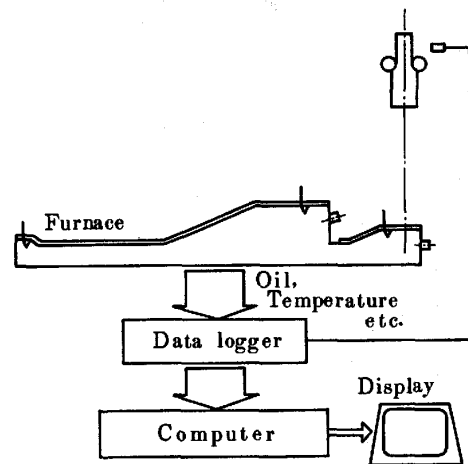 Furnace
Oil,
Temperature
etc.
Data logger
Display
Computer